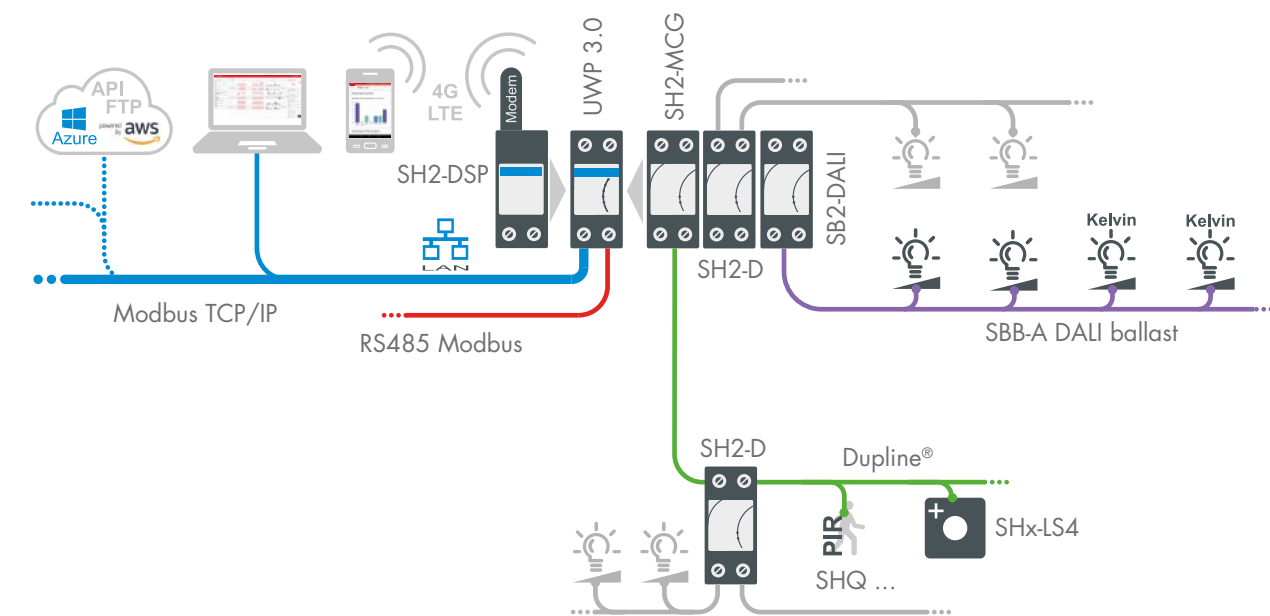 API
FTP
Azure
powered by aws
4G
LTE
Modem
UWP 3.0
SH2-MCG
SH2-DSP
SB2-DALI
SH2-D
Kelvin
Kelvin
LAN
Modbus TCP/IP
RS485 Modbus
SBB-A DALI ballast
SH2-D
Dupline®
PIR
SHx-LS4
SHQ ...